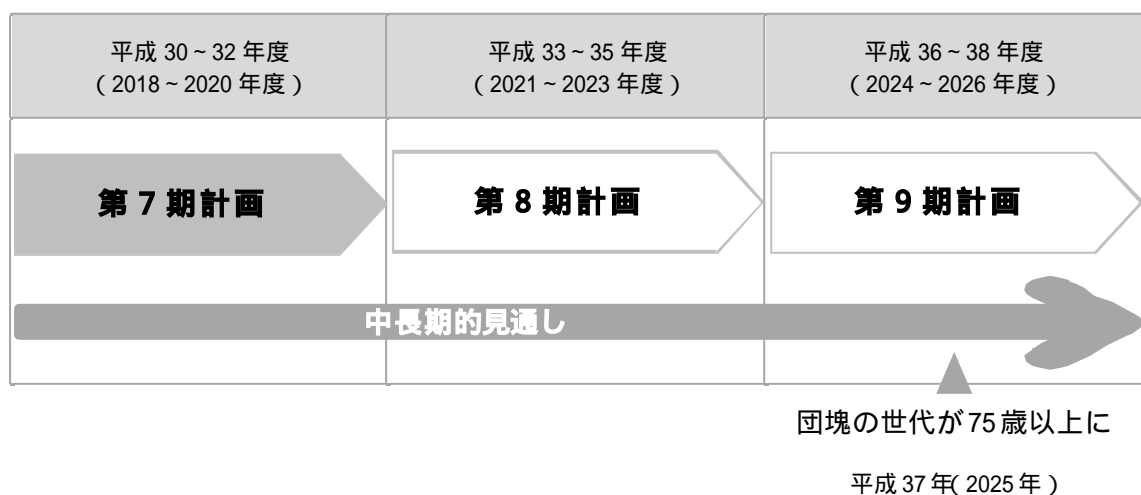 平成 30～32 年度
（2018～2020 年度）
平成 33～35 年度
（2021～2023 年度）
平成 36～38 年度
（2024～2026 年度）
第７期計画
第８期計画
第９期計画
中長期的見通し
団塊の世代が 75 歳以上に
平成 37 年（2025 年）